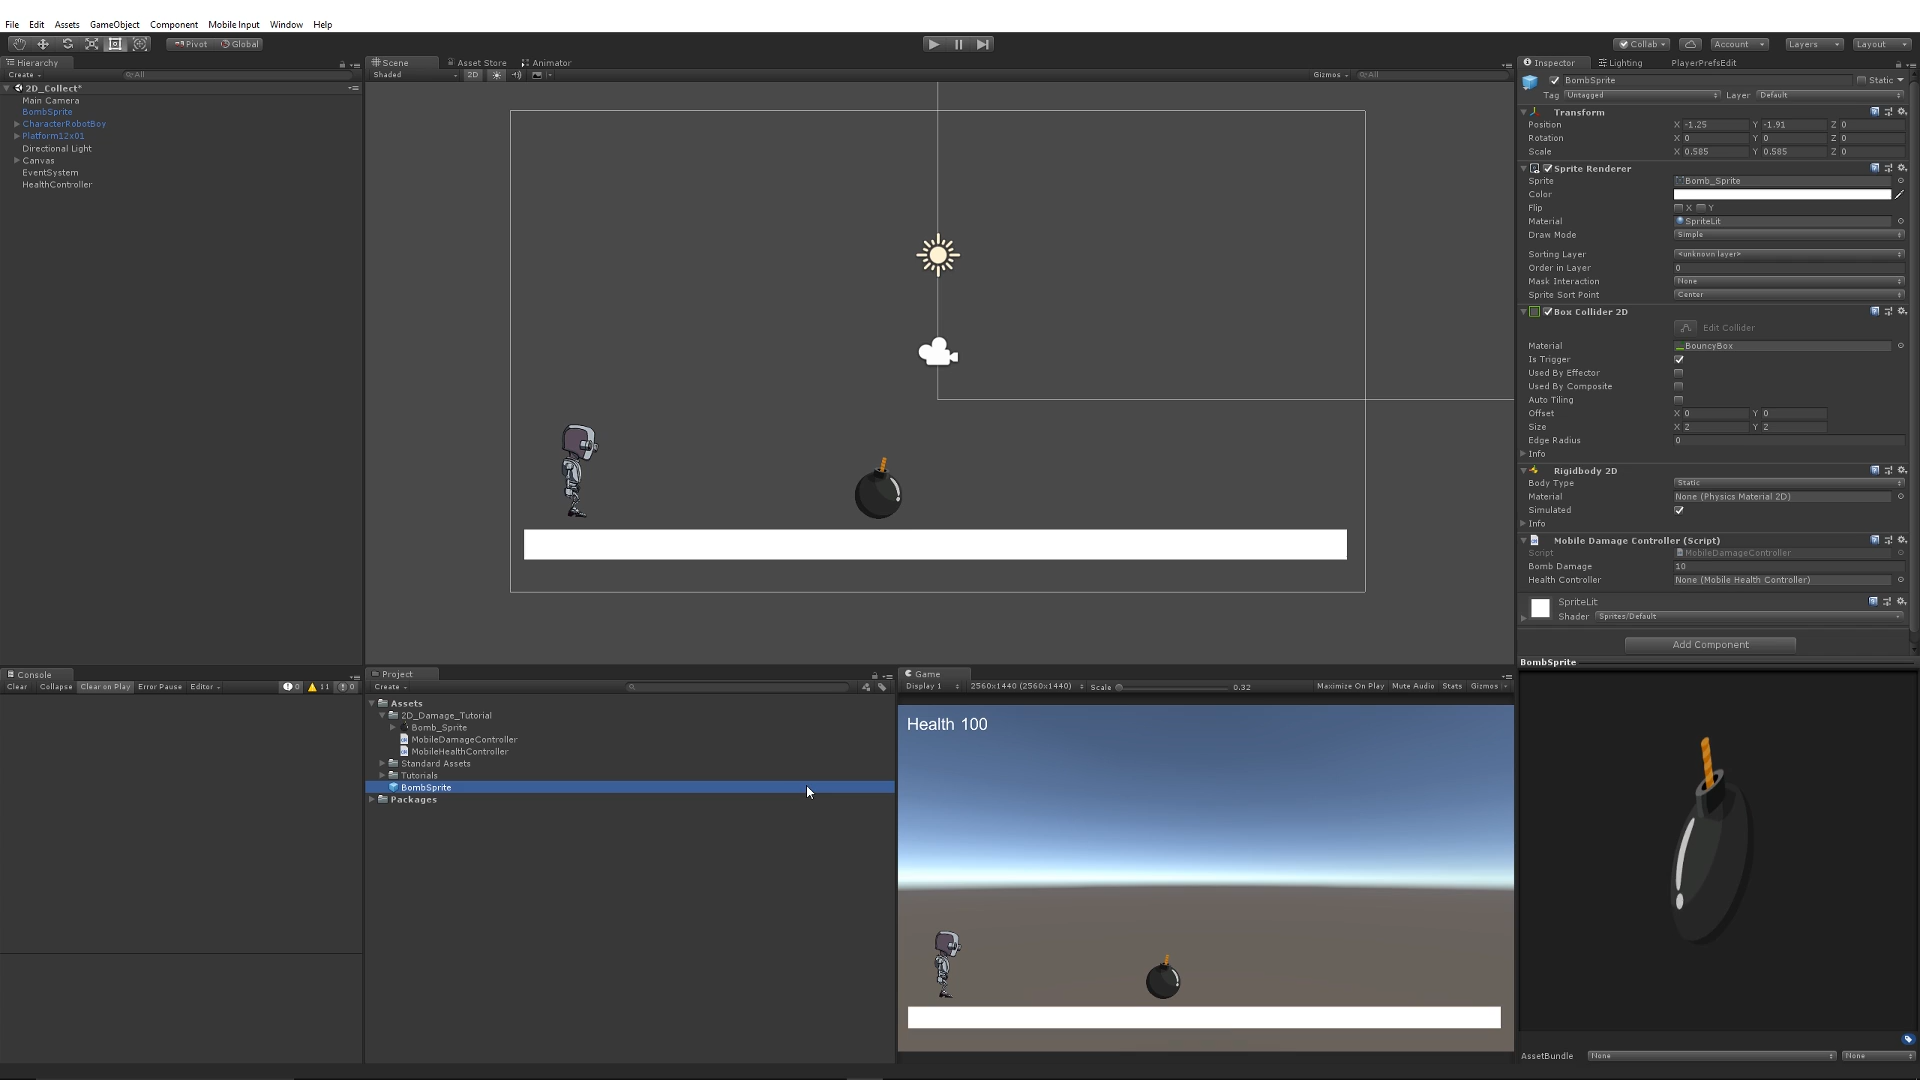 File Edit Assets GameObject Component Mobile Input Window Help
Pivot Global
Collab Account Layers Layout
Hierarchy
Create All
2D_Collect*
Main Camera
BombSprite
CharacterRobotBoy
Platform12x01
Directional Light
Canvas
EventSystem
HealthController
Scene Asset Store Animator
Shaded 2D Gizmos All
Inspector Lighting PlayerPrefsEdit
BombSprite Static
Tag Untagged Layer Default
Transform
Position X -1.25 Y -1.91 Z 0
Rotation X 0 Y 0 Z 0
Scale X 0.585 Y 0.585 Z 0
Sprite Renderer
Sprite Bomb_Sprite
Color
Flip X Y
Material SpriteLit
Draw Mode Simple
Sorting Layer <unknown layer>
Order in Layer 0
Mask Interaction None
Sprite Sort Point Center
Box Collider 2D
Edit Collider
Material BouncyBox
Is Trigger
Used By Effector
Used By Composite
Auto Tiling
Offset X 0 Y 0
Size X 2 Y 2
Edge Radius 0
Info
Rigidbody 2D
Body Type Static
Material None (Physics Material 2D)
Simulated
Info
Mobile Damage Controller (Script)
Script MobileDamageController
Bomb Damage 10
Health Controller None (Mobile Health Controller)
SpriteLit
Shader Sprites/Default
Add Component
BombSprite
AssetBundle None None
Console
Clear Collapse Clear on Play Error Pause Editor 0 11 0
Project
Create
Assets
2D_Damage_Tutorial
Bomb_Sprite
MobileDamageController
MobileHealthController
Standard Assets
Tutorials
BombSprite
Packages
Game
Display 1 2560x1440 (2560x1440) Scale 0.32 Maximize On Play Mute Audio Stats Gizmos
Health 100